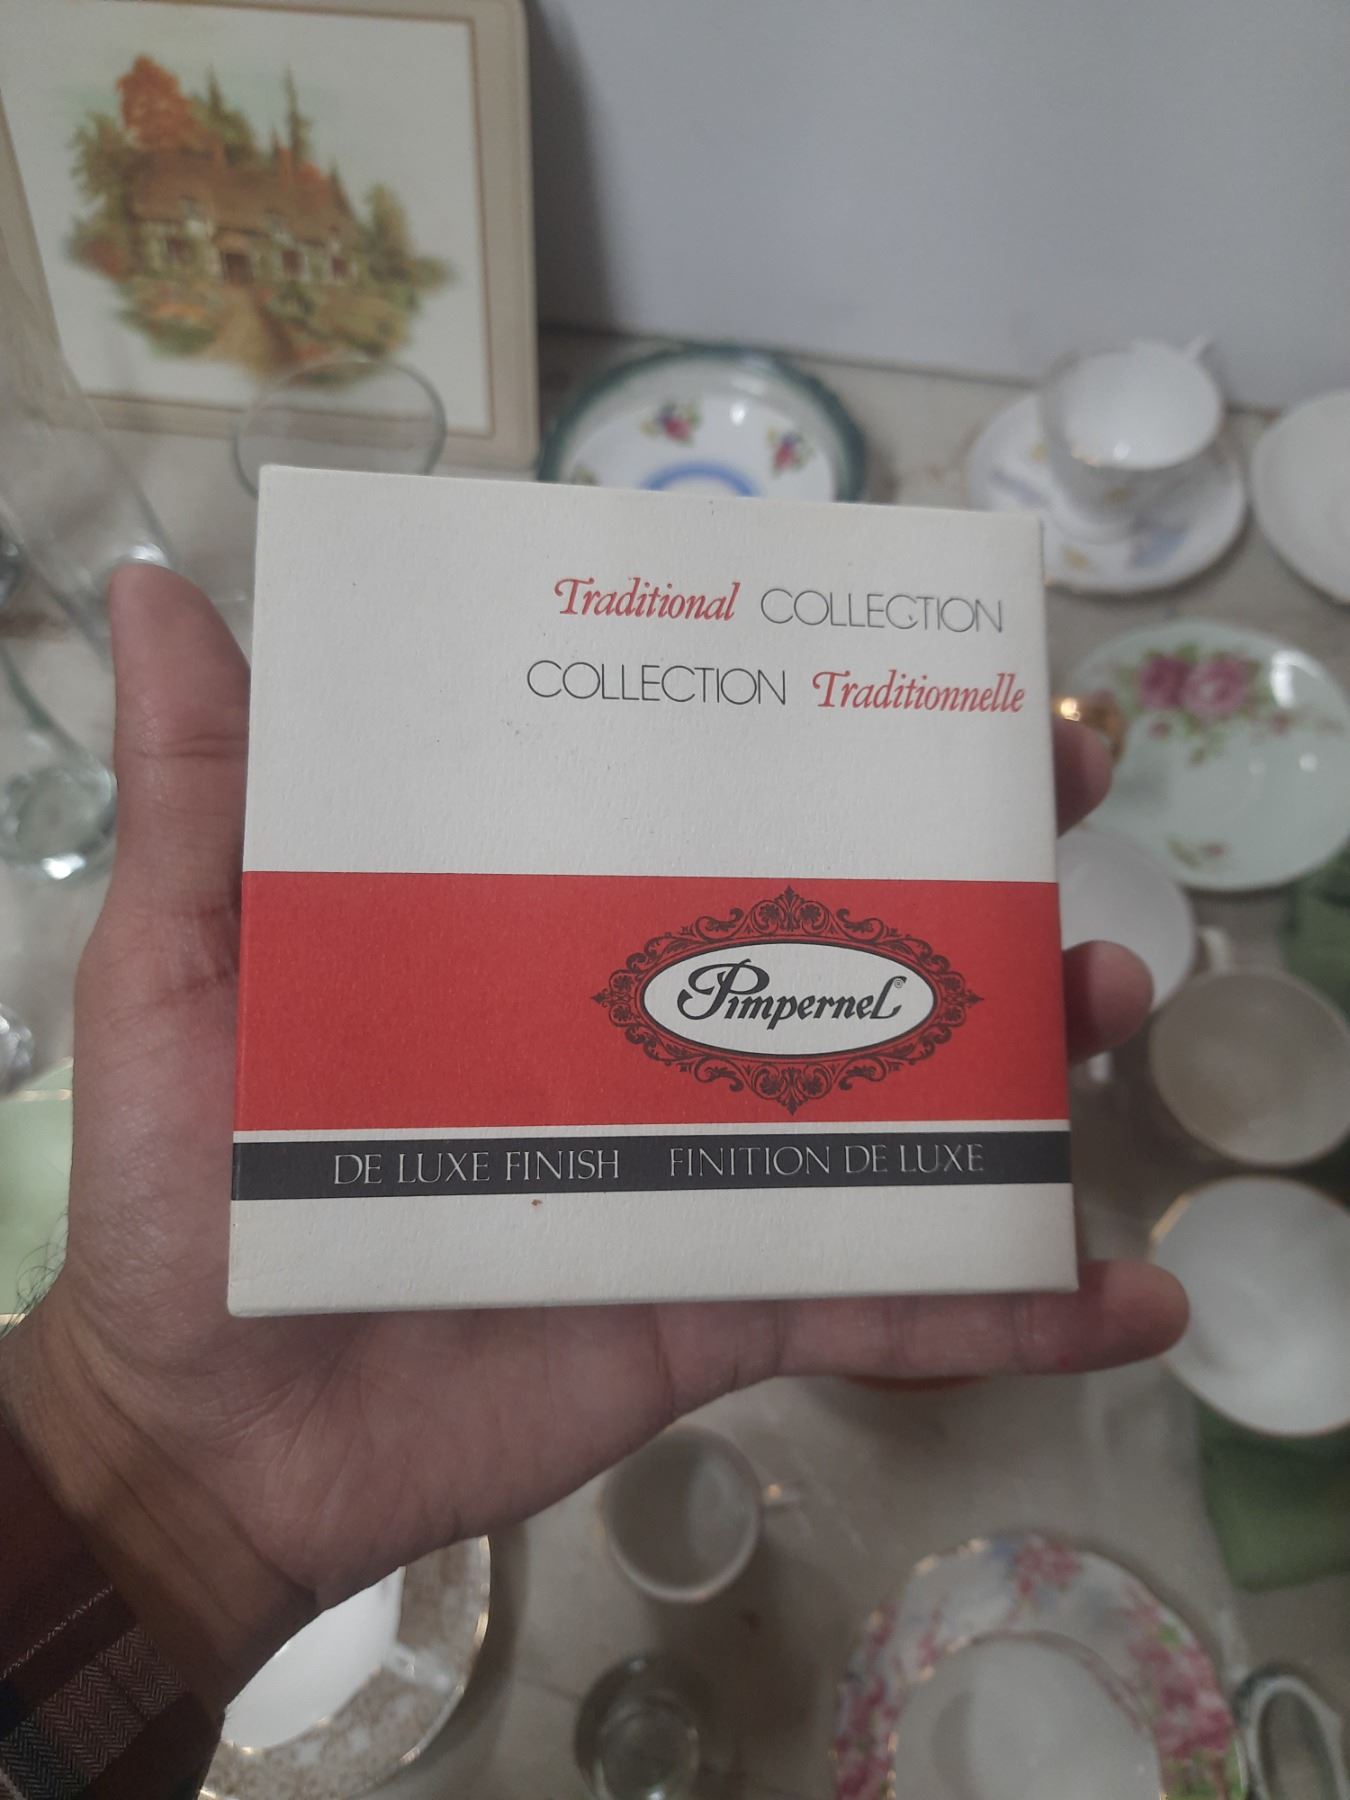 Traditional COLLECTION
COLLECTION Traditionnelle
Pimpernel®
DE LUXE FINISH FINITION DE LUXE